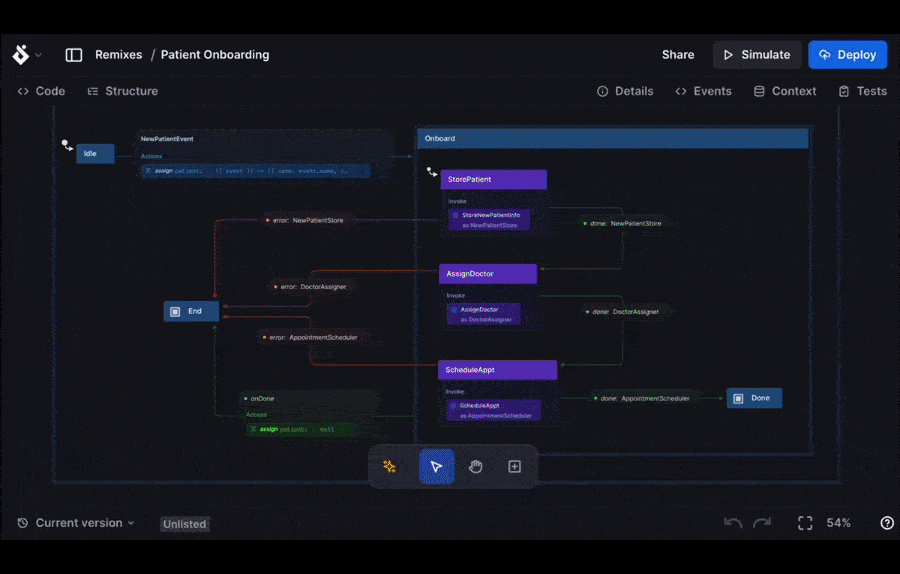 Remixes / Patient Onboarding
Share
Simulate
Deploy
Code
Structure
Details
Events
Context
Tests
Idle
NewPatientEvent
Actions
assign patient: {{ event }} => {{ name: event.name,
Onboard
StorePatient
Invoke
StoreNewPatientInfo
as NewPatientStore
error: NewPatientStore
done: NewPatientStore
AssignDoctor
Invoke
AssignDoctor
as DoctorAssigner
error: DoctorAssigner
done: DoctorAssigner
End
error: AppointmentScheduler
ScheduleAppt
Invoke
ScheduleAppt
as AppointmentScheduler
done: AppointmentScheduler
Done
onDone
Actions
assign patient: null
Current version
Unlisted
54%